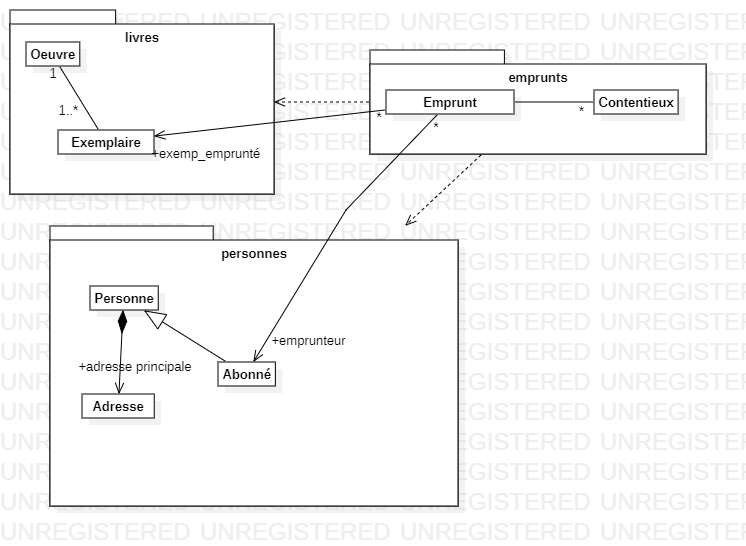 livres
Oeuvre
1
1..*
Exemplaire
+exemp_emprunté
emprunts
Emprunt
Contentieux
*
*
*
personnes
Personne
+emprunteur
+adresse principale
Abonné
Adresse
UNREGISTERED UNREGISTERED UNREGISTERED UNREGISTERED